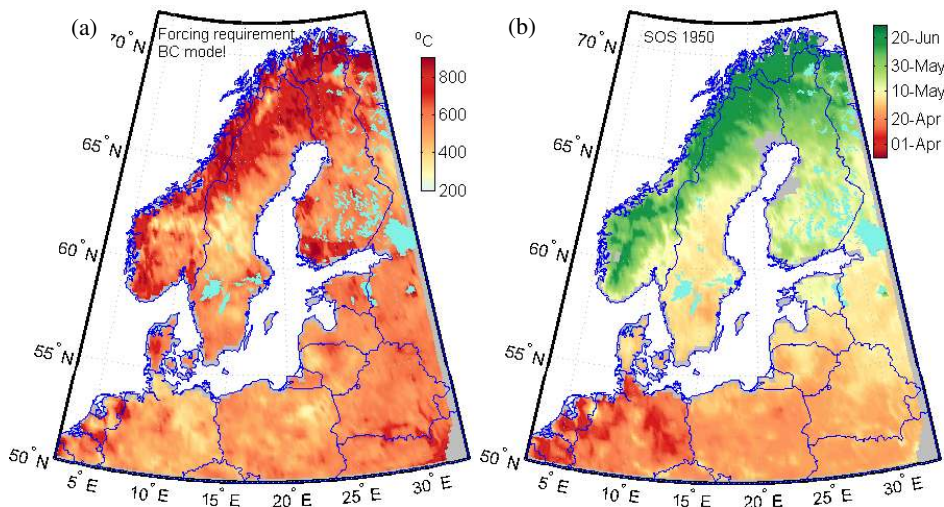 (a)
Forcing requirement
BC model
°C
800
600
400
200
70°N
65°N
60°N
55°N
50°N
5°E
10°E
15°E
20°E
25°E
30°E
(b)
SOS 1950
20-Jun
30-May
10-May
20-Apr
01-Apr
70°N
65°N
60°N
55°N
50°N
5°E
10°E
15°E
20°E
25°E
30°E